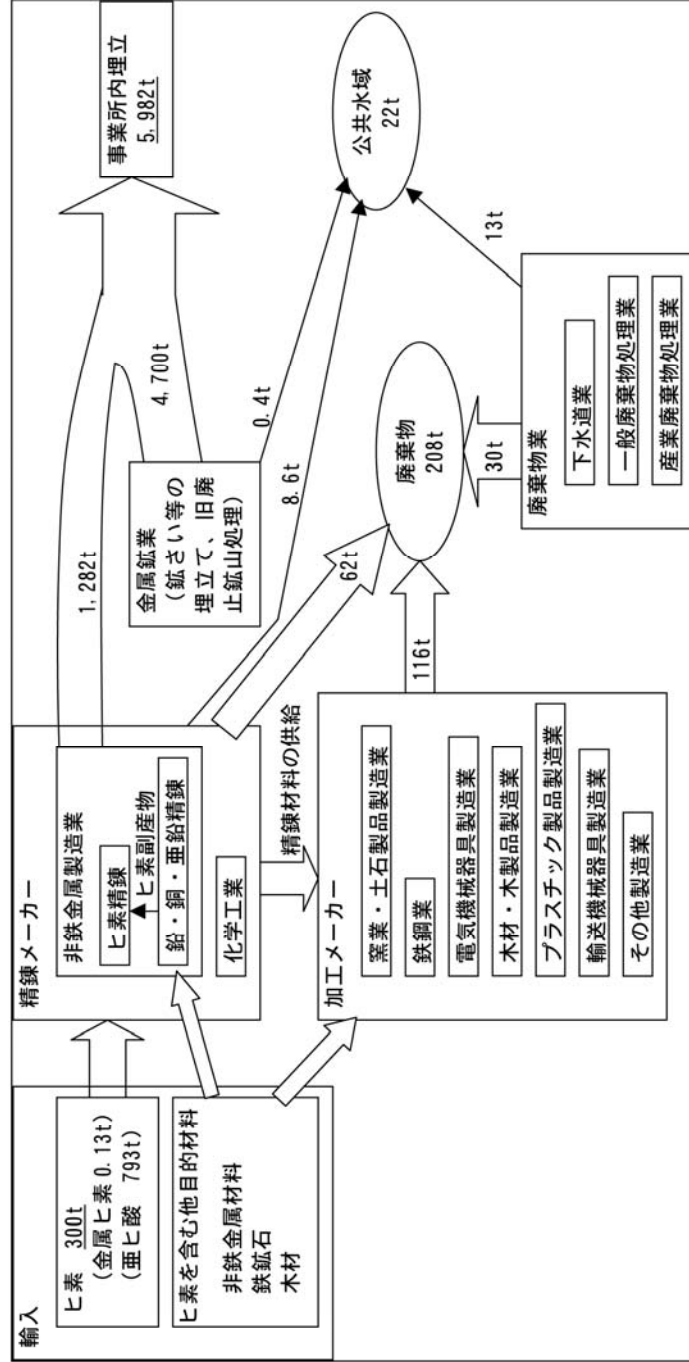 輸入
ヒ素 300t
(金属ヒ素 0.13t)
(亜ヒ酸 793t)
ヒ素を含む他目的材料
非鉄金属材料
鉄鉱石
木材
精錬メーカー
非鉄金属製造業
ヒ素精錬
ヒ素副産物
鉛・銅・亜鉛精錬
化学工業
精錬材料の供給
加工メーカー
窯業・土石製品製造業
鉄鋼業
電気機械器具製造業
木材・木製品製造業
プラスチック製品製造業
輸送機械器具製造業
その他製造業
1,282t
金属鉱業
(鉱さい等の
埋立て、旧廃
止鉱山処理)
4,700t
事業所内埋立
5,982t
0.4t
8.6t
62t
116t
廃棄物
208t
30t
廃棄物業
下水道業
一般廃棄物処理業
産業廃棄物処理業
13t
公共水域
22t